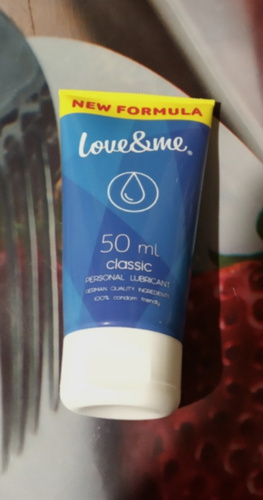 NEW FORMULA
love&me®
50 ml
classic
PERSONAL LUBRICANT
GERMAN QUALITY INGREDIENTS
100% condom friendly